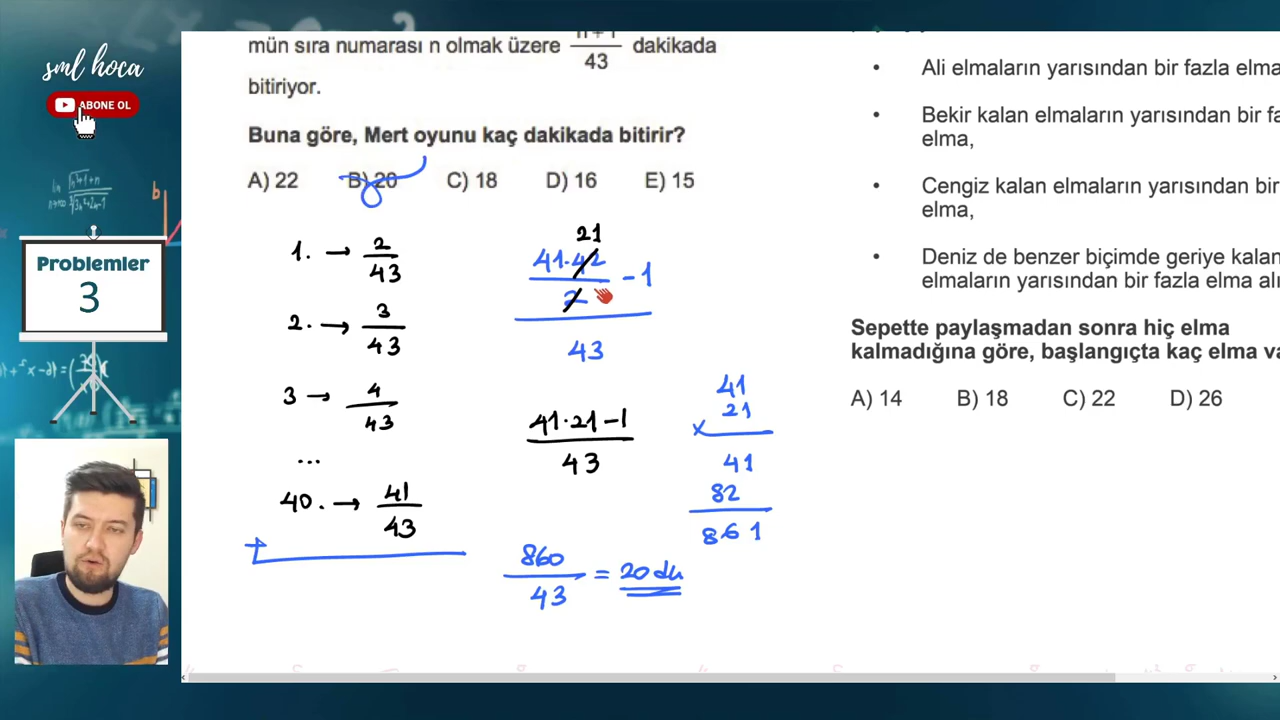 sml hoca
ABONE OL
Problemler
3
b
mün sıra numarası n olmak üzere n+1/43 dakikada
bitiriyor.
Buna göre, Mert oyunu kaç dakikada bitirir?
A) 22 B) 20 C) 18 D) 16 E) 15
1. → 2/43
2. → 3/43
3 → 4/43
...
40. → 41/43
+
21
41·42
2
-1
43
41·21-1
43
41
21
x
41
82
861
860/43 = 20 dk
• Ali elmaların yarısından bir fazla elma
• Bekir kalan elmaların yarısından bir
elma,
• Cengiz kalan elmaların yarısından bir
elma,
• Deniz de benzer biçimde geriye kalan
elmaların yarısından bir fazla elma
Sepette paylaşmadan sonra hiç elma
kalmadığına göre, başlangıçta kaç elma
A) 14 B) 18 C) 22 D) 26